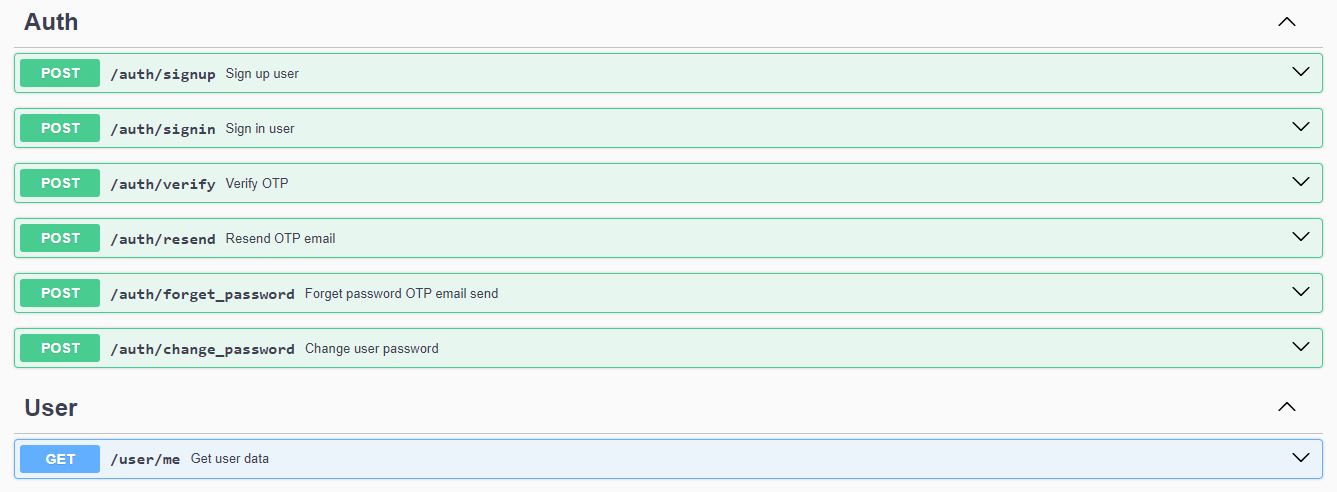 Auth
POST /auth/signup Sign up user
POST /auth/signin Sign in user
POST /auth/verify Verify OTP
POST /auth/resend Resend OTP email
POST /auth/forget_password Forget password OTP email send
POST /auth/change_password Change user password
User
GET /user/me Get user data